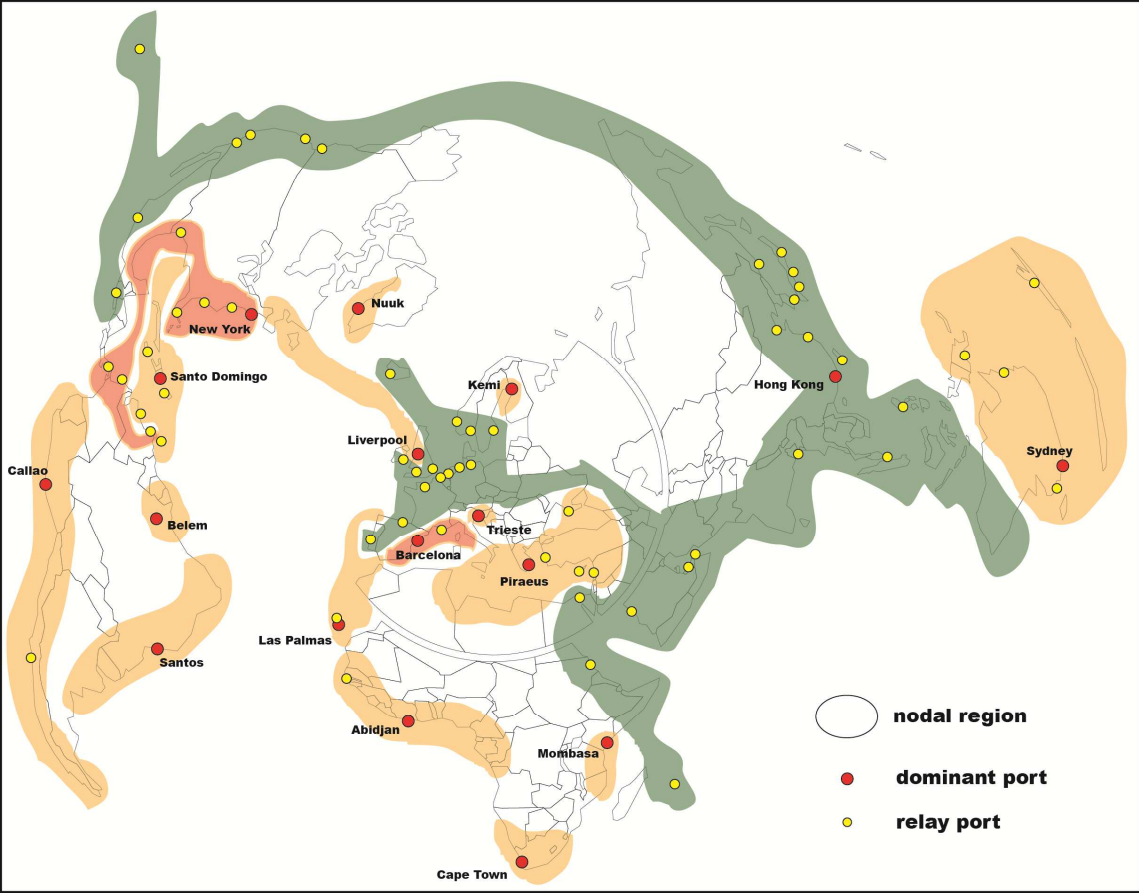 Nuuk
New York
Santo Domingo
Kemi
Hong Kong
Liverpool
Sydney
Callao
Belem
Trieste
Barcelona
Piraeus
Las Palmas
Santos
nodal region
Abidjan
Mombasa
dominant port
relay port
Cape Town